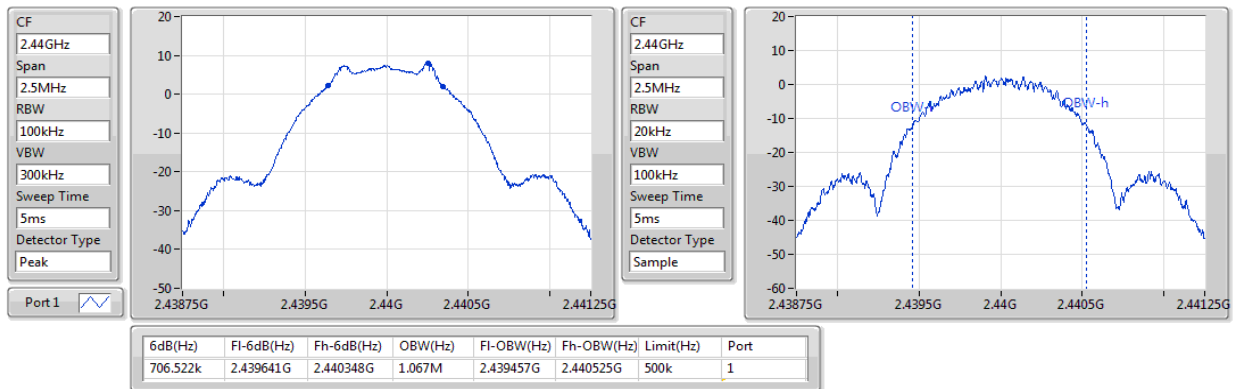 CF
2.44GHz
Span
2.5MHz
RBW
100kHz
VBW
300kHz
Sweep Time
5ms
Detector Type
Peak
Port 1
20
10
0
-10
-20
-30
-40
-50
2.43875G 2.4395G 2.44G 2.4405G 2.44125G
CF
2.44GHz
Span
2.5MHz
RBW
20kHz
VBW
100kHz
Sweep Time
5ms
Detector Type
Sample
20
10
0
-10
-20
-30
-40
-50
-60
OBW OBW-h
2.43875G 2.4395G 2.44G 2.4405G 2.44125G
6dB(Hz) Fl-6dB(Hz) Fh-6dB(Hz) OBW(Hz) Fl-OBW(Hz) Fh-OBW(Hz) Limit(Hz) Port
706.522k 2.439641G 2.440348G 1.067M 2.439457G 2.440525G 500k 1